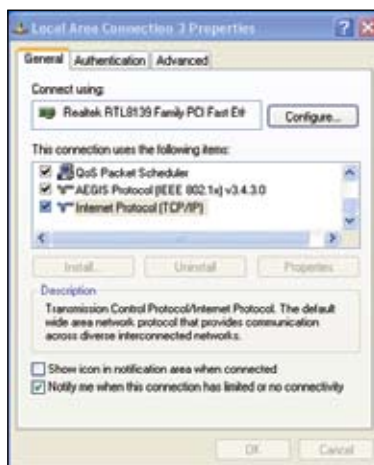 Local Area Connection 3 Properties
General Authentication Advanced
Connect using:
Realtek RTL8139 Family PCI Fast Eth
Configure...
This connection uses the following items:
QoS Packet Scheduler
AEGIS Protocol (IEEE 802.1x) v3.4.3.0
Internet Protocol (TCP/IP)
Install... Uninstall Properties
Description
Transmission Control Protocol/Internet Protocol. The default
wide area network protocol that provides communication
across diverse interconnected networks.
Show icon in notification area when connected
Notify me when this connection has limited or no connectivity
OK Cancel